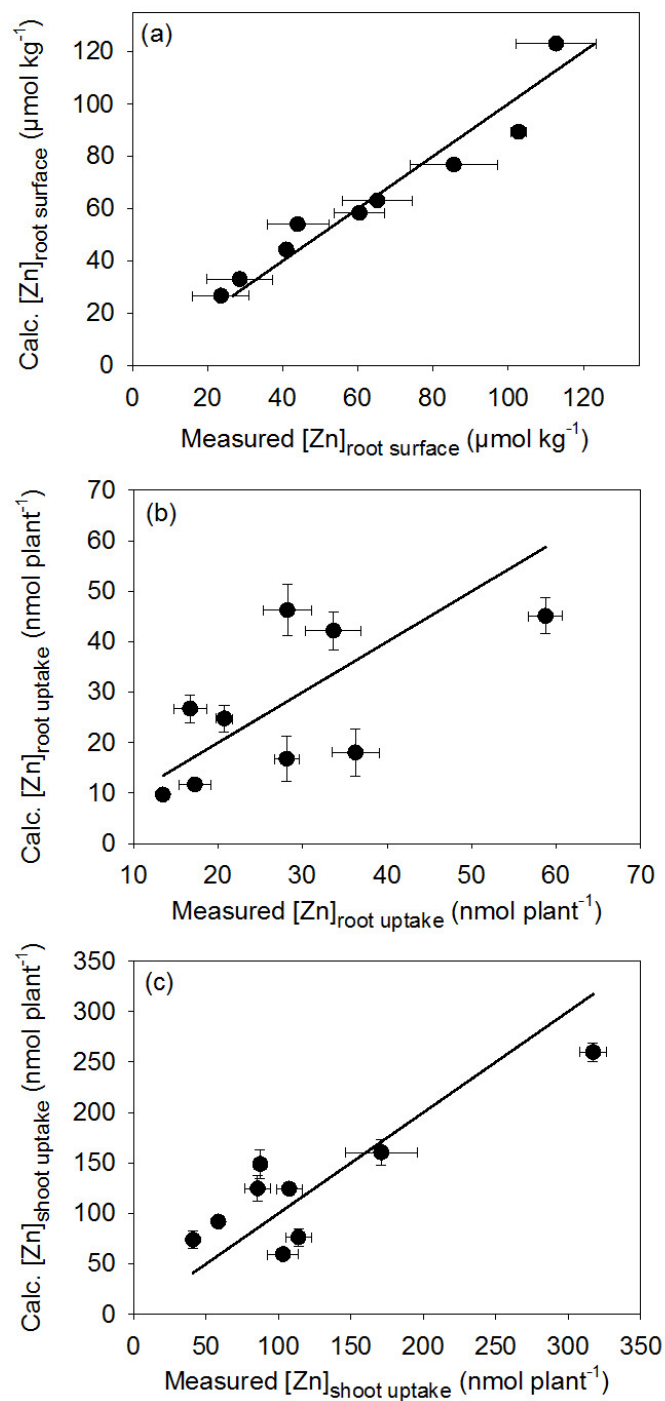 (a)
120
100
80
60
40
20
0
Calc. [Zn]root surface (µmol kg-1)
0 20 40 60 80 100 120
Measured [Zn]root surface (µmol kg-1)
(b)
70
60
50
40
30
20
10
0
Calc. [Zn]root uptake (nmol plant-1)
10 20 30 40 50 60 70
Measured [Zn]root uptake (nmol plant-1)
(c)
350
300
250
200
150
100
50
0
Calc. [Zn]shoot uptake (nmol plant-1)
0 50 100 150 200 250 300 350
Measured [Zn]shoot uptake (nmol plant-1)